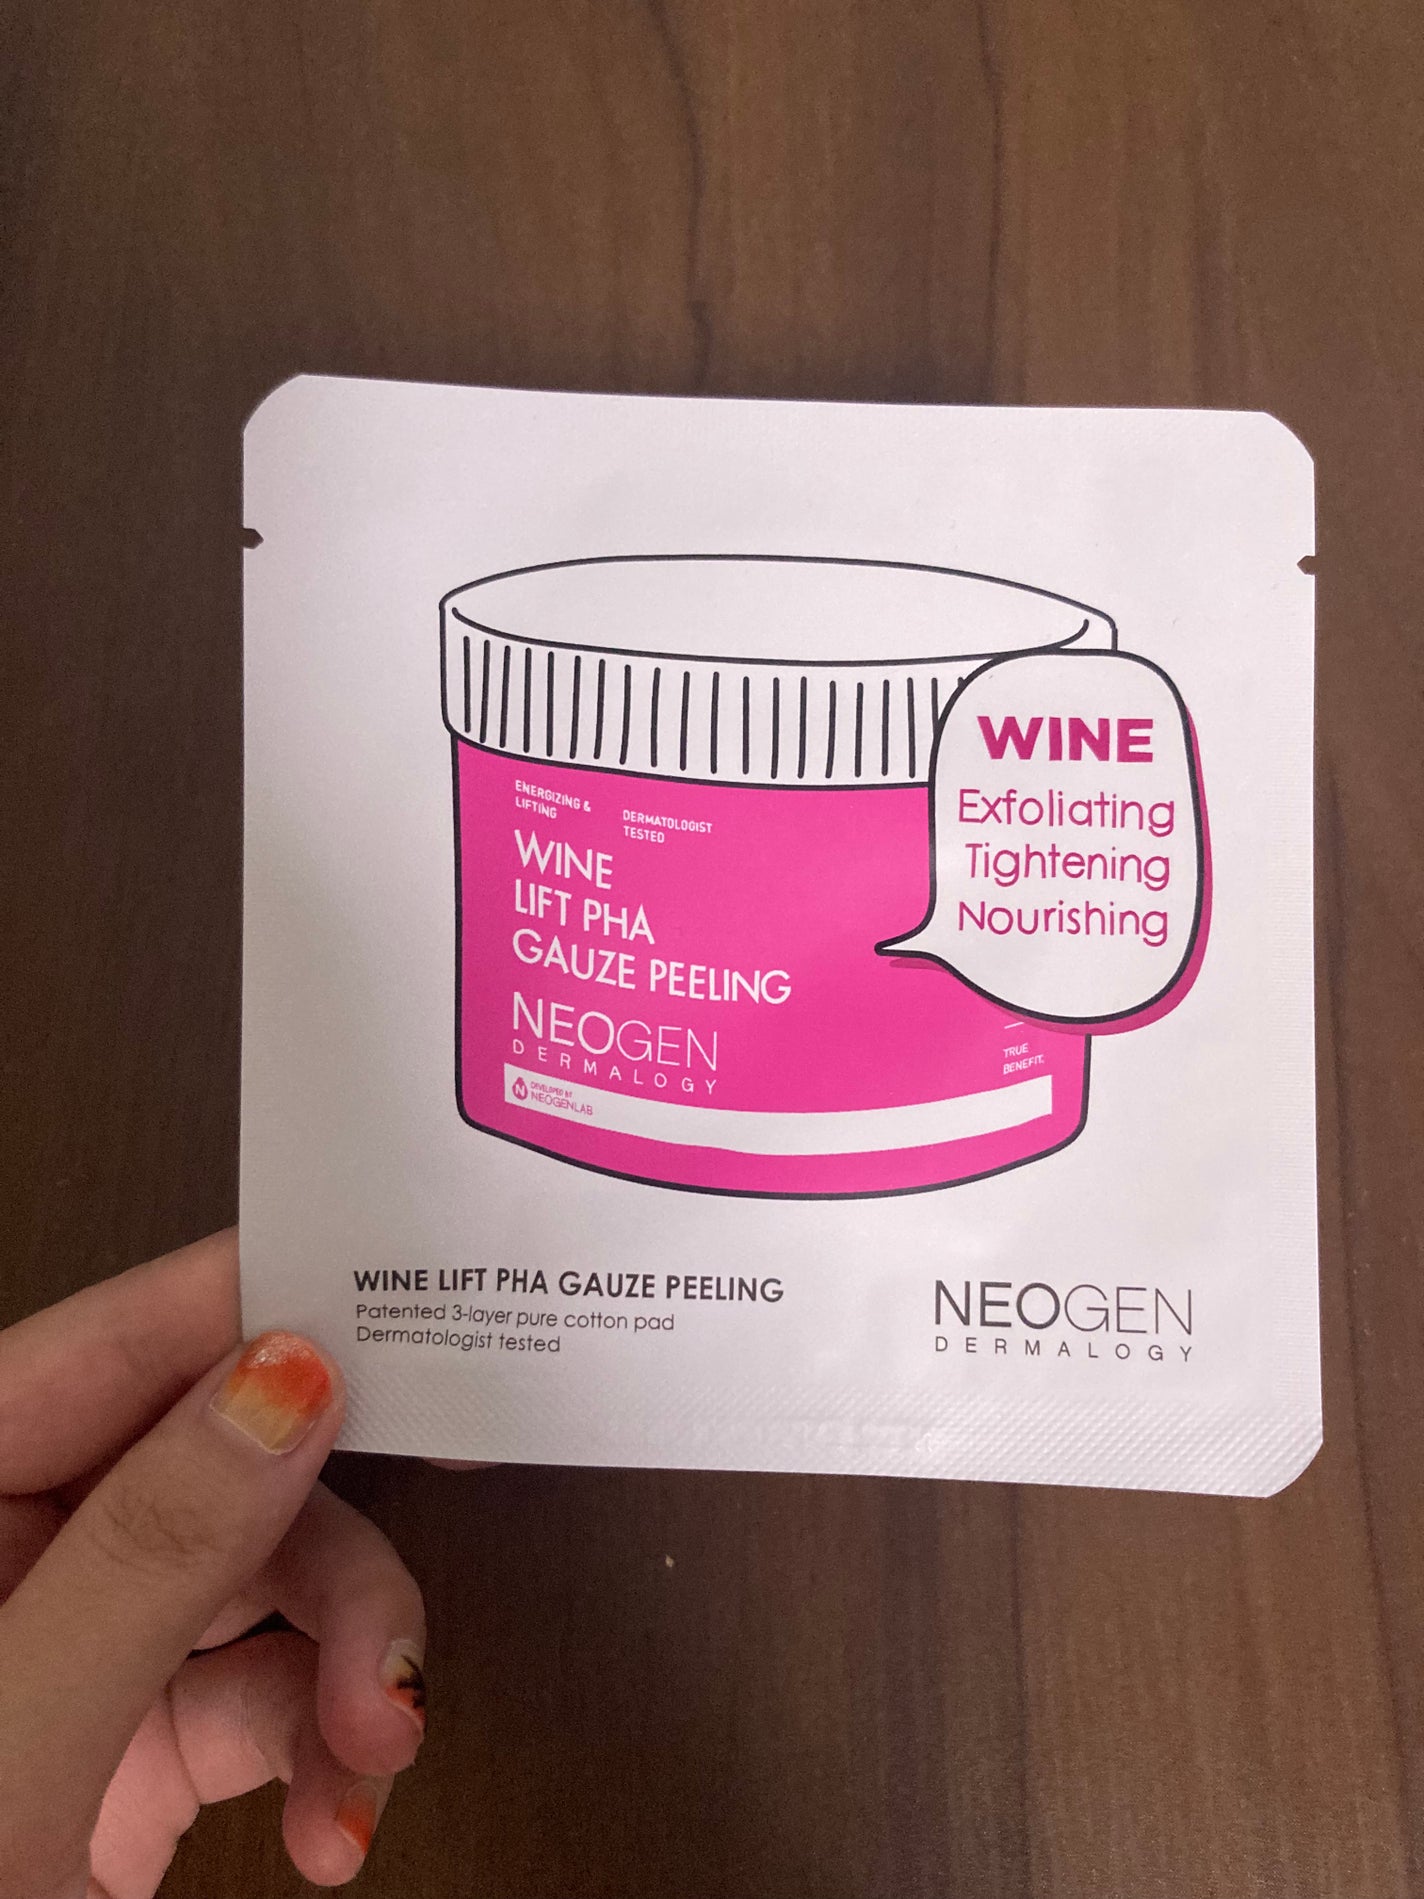 ENERGIZING &
LIFTING
DERMATOLOGIST
TESTED
WINE
LIFT PHA
GAUZE PEELING
NEOGEN
DERMALOGY
DEVELOPED BY
NEOGENLAB
TRUE
BENEFIT.
WINE
Exfoliating
Tightening
Nourishing
WINE LIFT PHA GAUZE PEELING
Patented 3-layer pure cotton pad
Dermatologist tested
NEOGEN
DERMALOGY